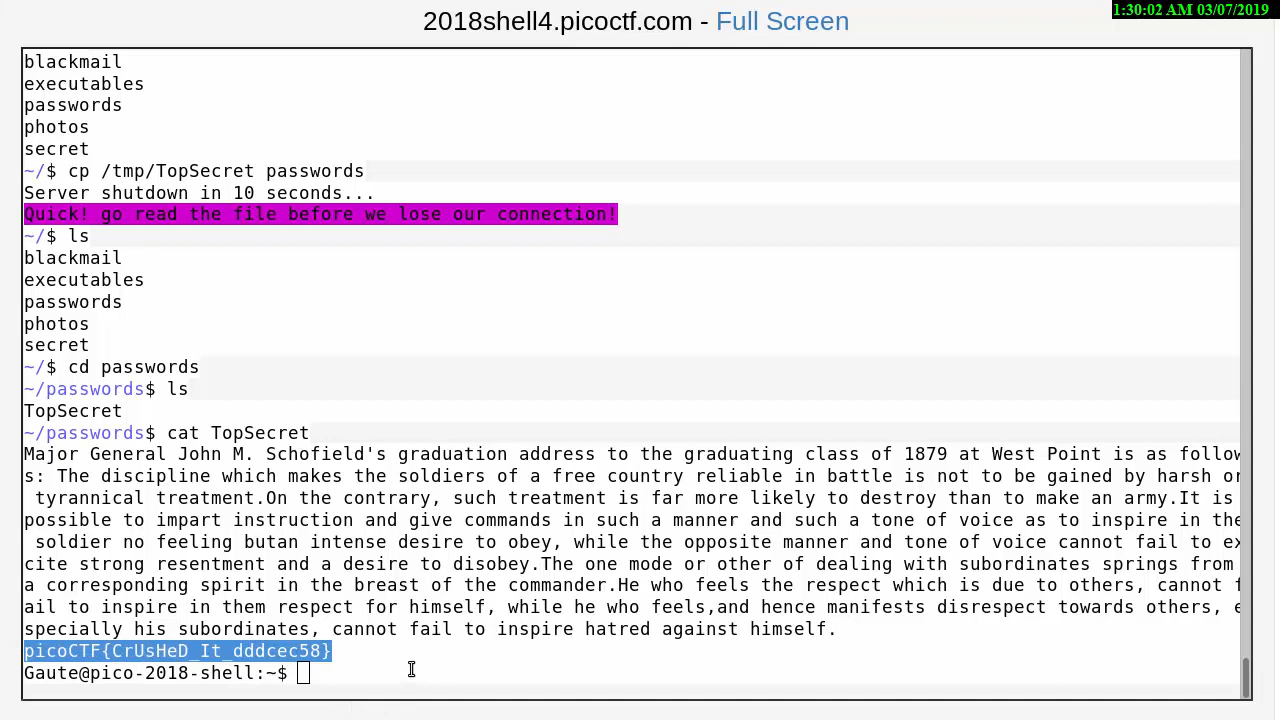 1:30:02 AM 03/07/2019
2018shell4.picoctf.com - Full Screen
blackmail
executables
passwords
photos
secret
~/$ cp /tmp/TopSecret passwords
Server shutdown in 10 seconds...
Quick! go read the file before we lose our connection!
~/$ ls
blackmail
executables
passwords
photos
secret
~/$ cd passwords
~/passwords$ ls
TopSecret
~/passwords$ cat TopSecret
Major General John M. Schofield's graduation address to the graduating class of 1879 at West Point is as follow
s: The discipline which makes the soldiers of a free country reliable in battle is not to be gained by harsh or
 tyrannical treatment.On the contrary, such treatment is far more likely to destroy than to make an army.It is
possible to impart instruction and give commands in such a manner and such a tone of voice as to inspire in the
 soldier no feeling butan intense desire to obey, while the opposite manner and tone of voice cannot fail to ex
cite strong resentment and a desire to disobey.The one mode or other of dealing with subordinates springs from
a corresponding spirit in the breast of the commander.He who feels the respect which is due to others, cannot f
ail to inspire in them respect for himself, while he who feels,and hence manifests disrespect towards others, e
specially his subordinates, cannot fail to inspire hatred against himself.
picoCTF{CrUsHeD_It_dddcec58}
Gaute@pico-2018-shell:~$